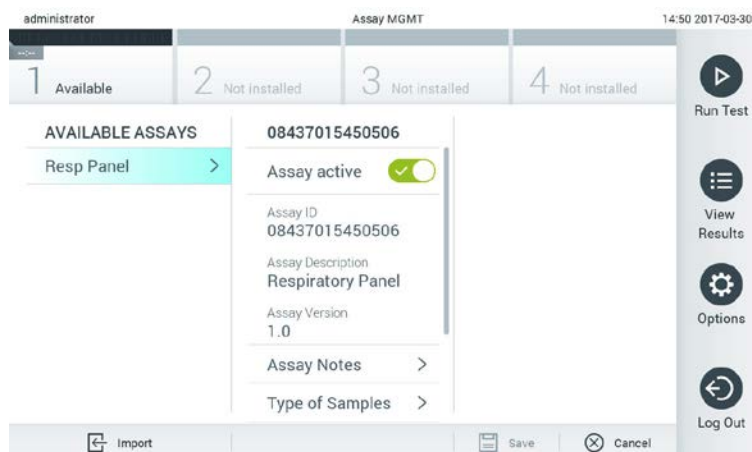 administrator Assay MGMT 14:50 2017-03-30
--:--
1 Available 2 Not installed 3 Not installed 4 Not installed
Run Test
AVAILABLE ASSAYS
Resp Panel
08437015450506
Assay active
Assay ID
08437015450506
Assay Description
Respiratory Panel
Assay Version
1.0
Assay Notes
Type of Samples
View
Results
Options
Log Out
Import Save Cancel